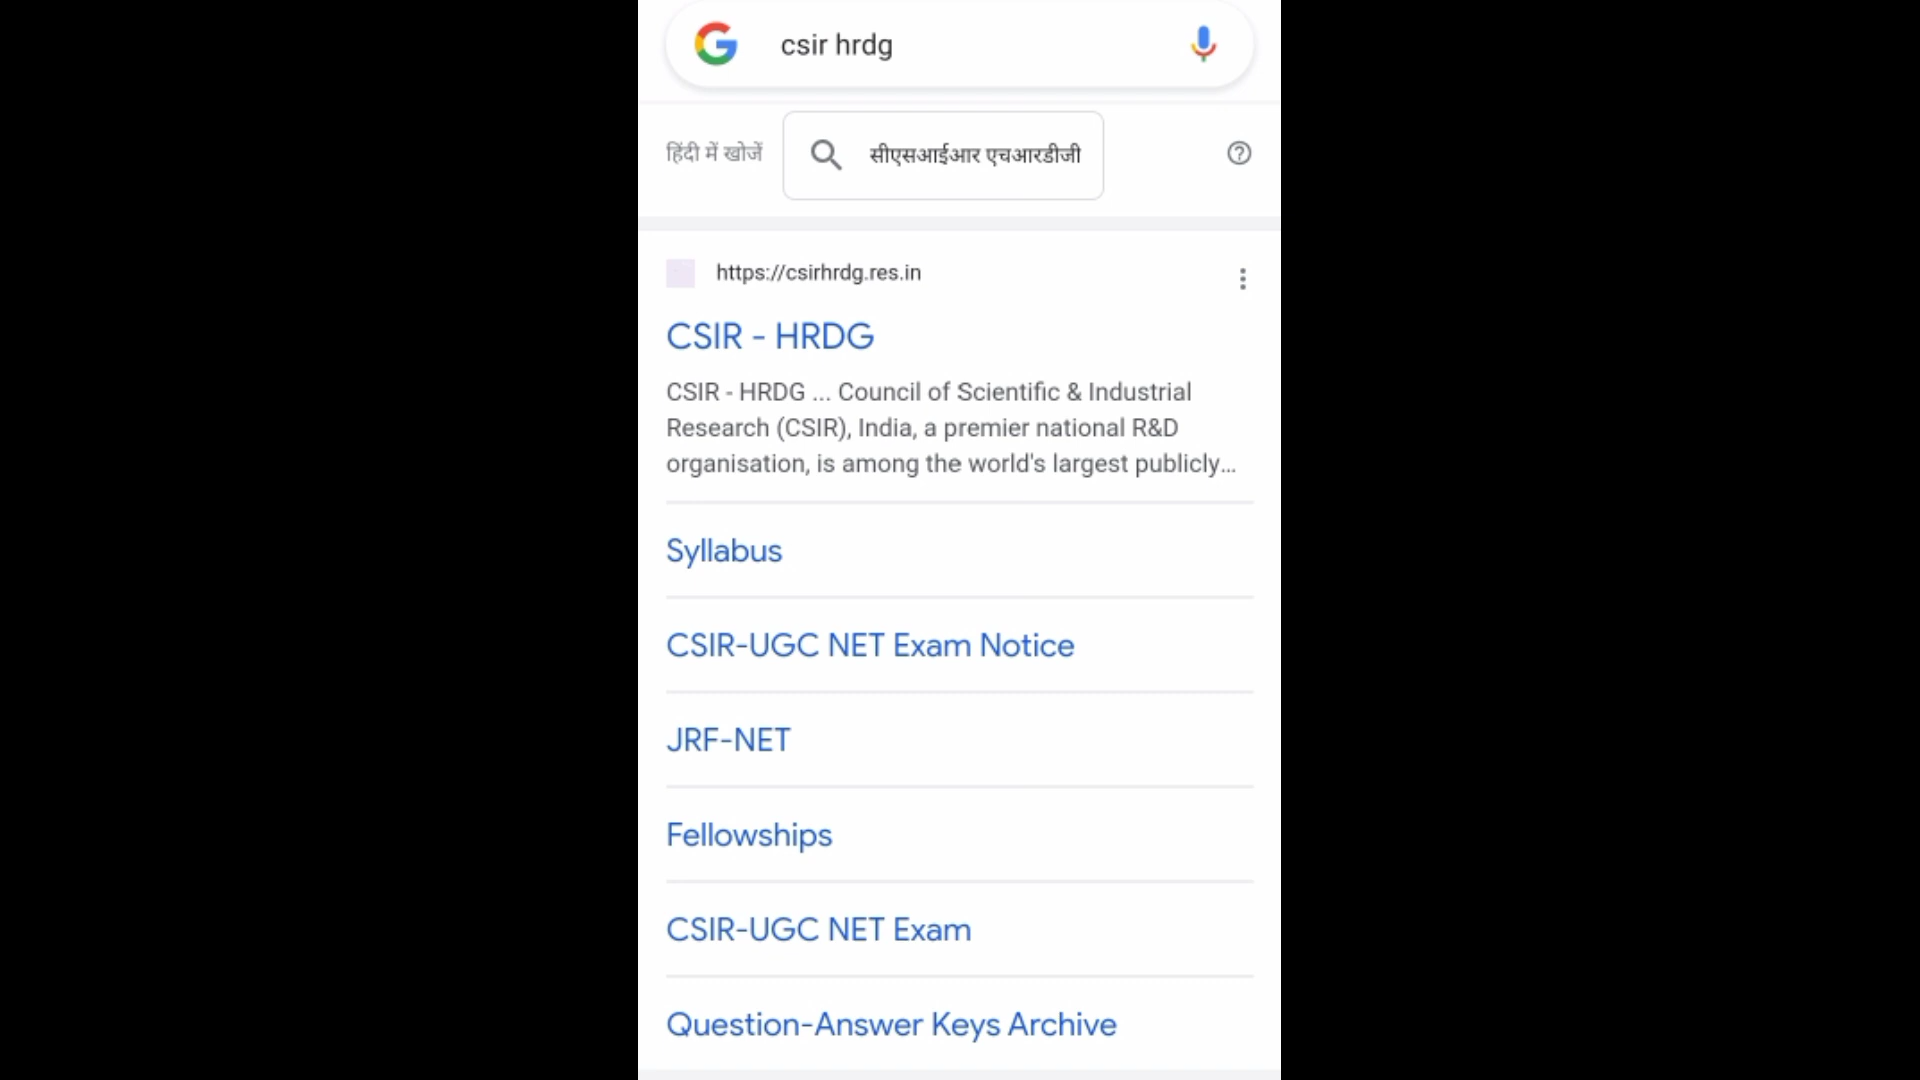 csir hrdg
हिंदी में खोजें
सीएसआईआर एचआरडीजी
https://csirhrdg.res.in
CSIR - HRDG
CSIR - HRDG ... Council of Scientific & Industrial
Research (CSIR), India, a premier national R&D
organisation, is among the world's largest publicly...
Syllabus
CSIR-UGC NET Exam Notice
JRF-NET
Fellowships
CSIR-UGC NET Exam
Question-Answer Keys Archive